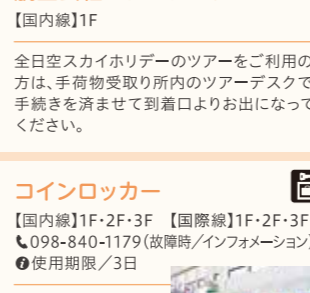 【国内線】1F
全日空スカイホリデーのツアーをご利用の
方は、手荷物受取り所内のツアーデスクで
手続きを済ませて到着口よりお出になって
ください。
コインロッカー
【国内線】1F・2F・3F 【国際線】1F・2F・3F
098-840-1179(故障時/インフォメーション)
使用期限/3日